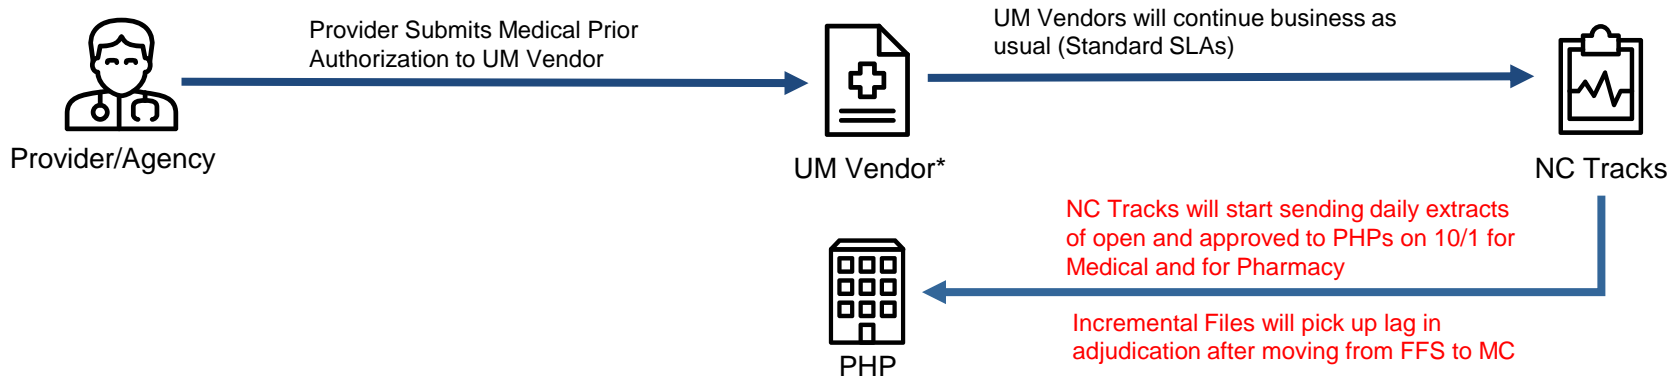 Provider Submits Medical Prior
Authorization to UM Vendor
UM Vendors will continue business as
usual (Standard SLAs)
Provider/Agency
UM Vendor*
NC Tracks
NC Tracks will start sending daily extracts
of open and approved to PHPs on 10/1 for
Medical and for Pharmacy
Incremental Files will pick up lag in
adjudication after moving from FFS to MC
PHP